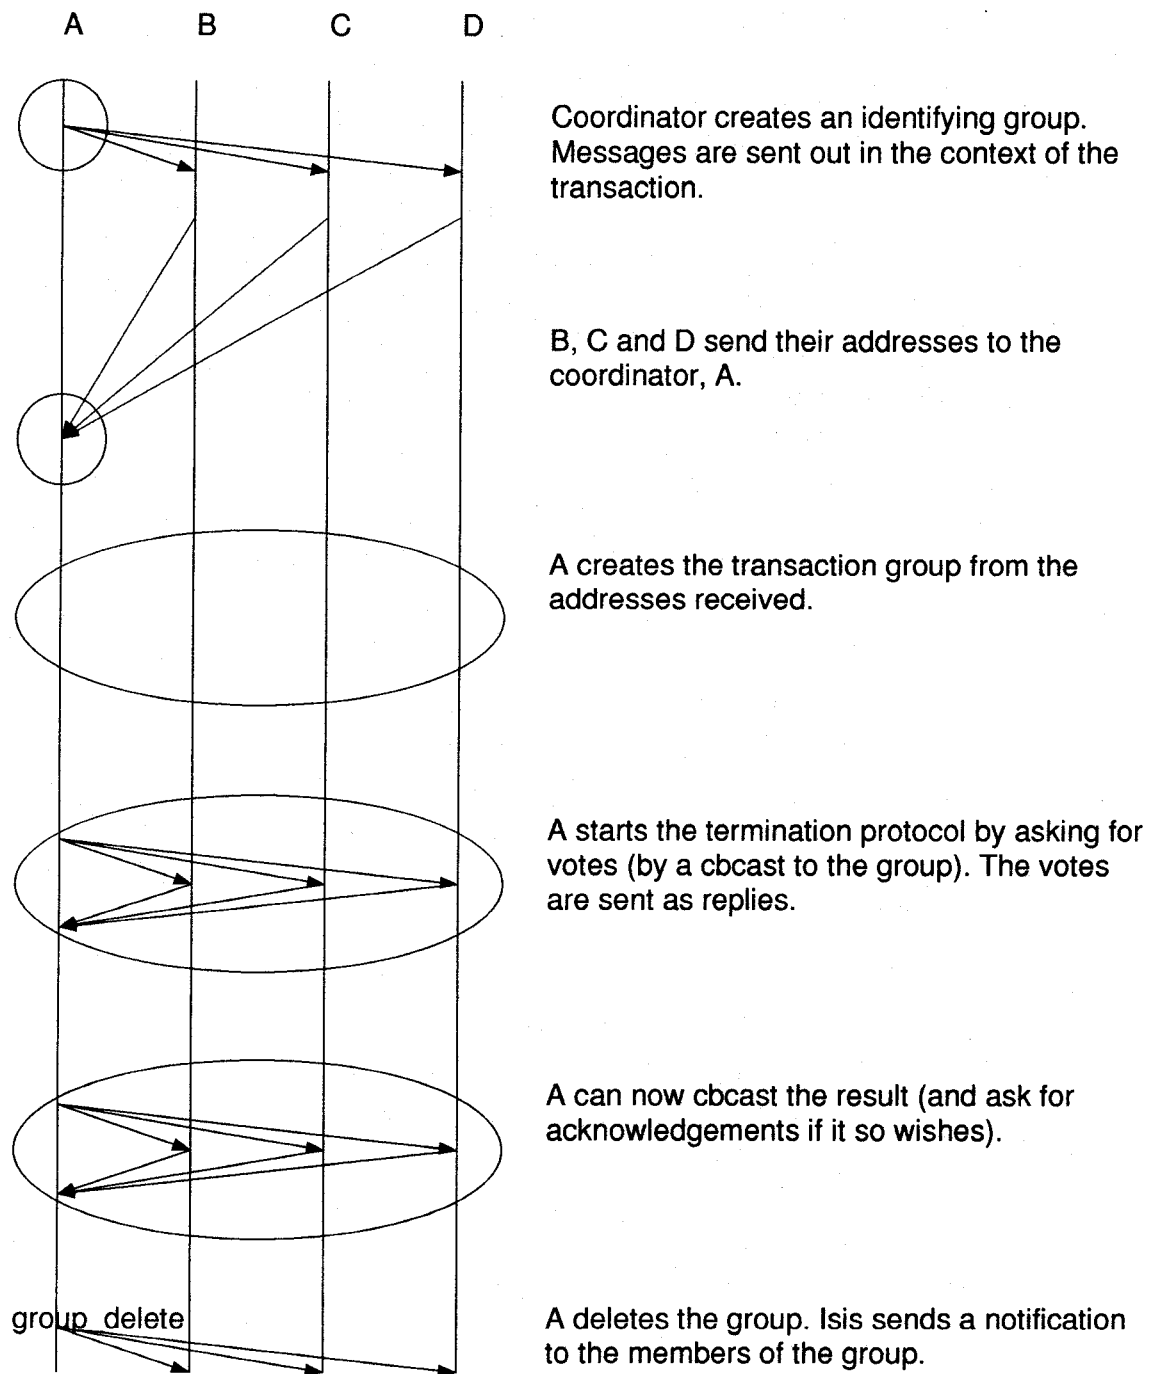 A B C D
Coordinator creates an identifying group.
Messages are sent out in the context of the
transaction.
B, C and D send their addresses to the
coordinator, A.
A creates the transaction group from the
addresses received.
A starts the termination protocol by asking for
votes (by a cbcast to the group). The votes
are sent as replies.
A can now cbcast the result (and ask for
acknowledgements if it so wishes).
group_delete
A deletes the group. Isis sends a notification
to the members of the group.